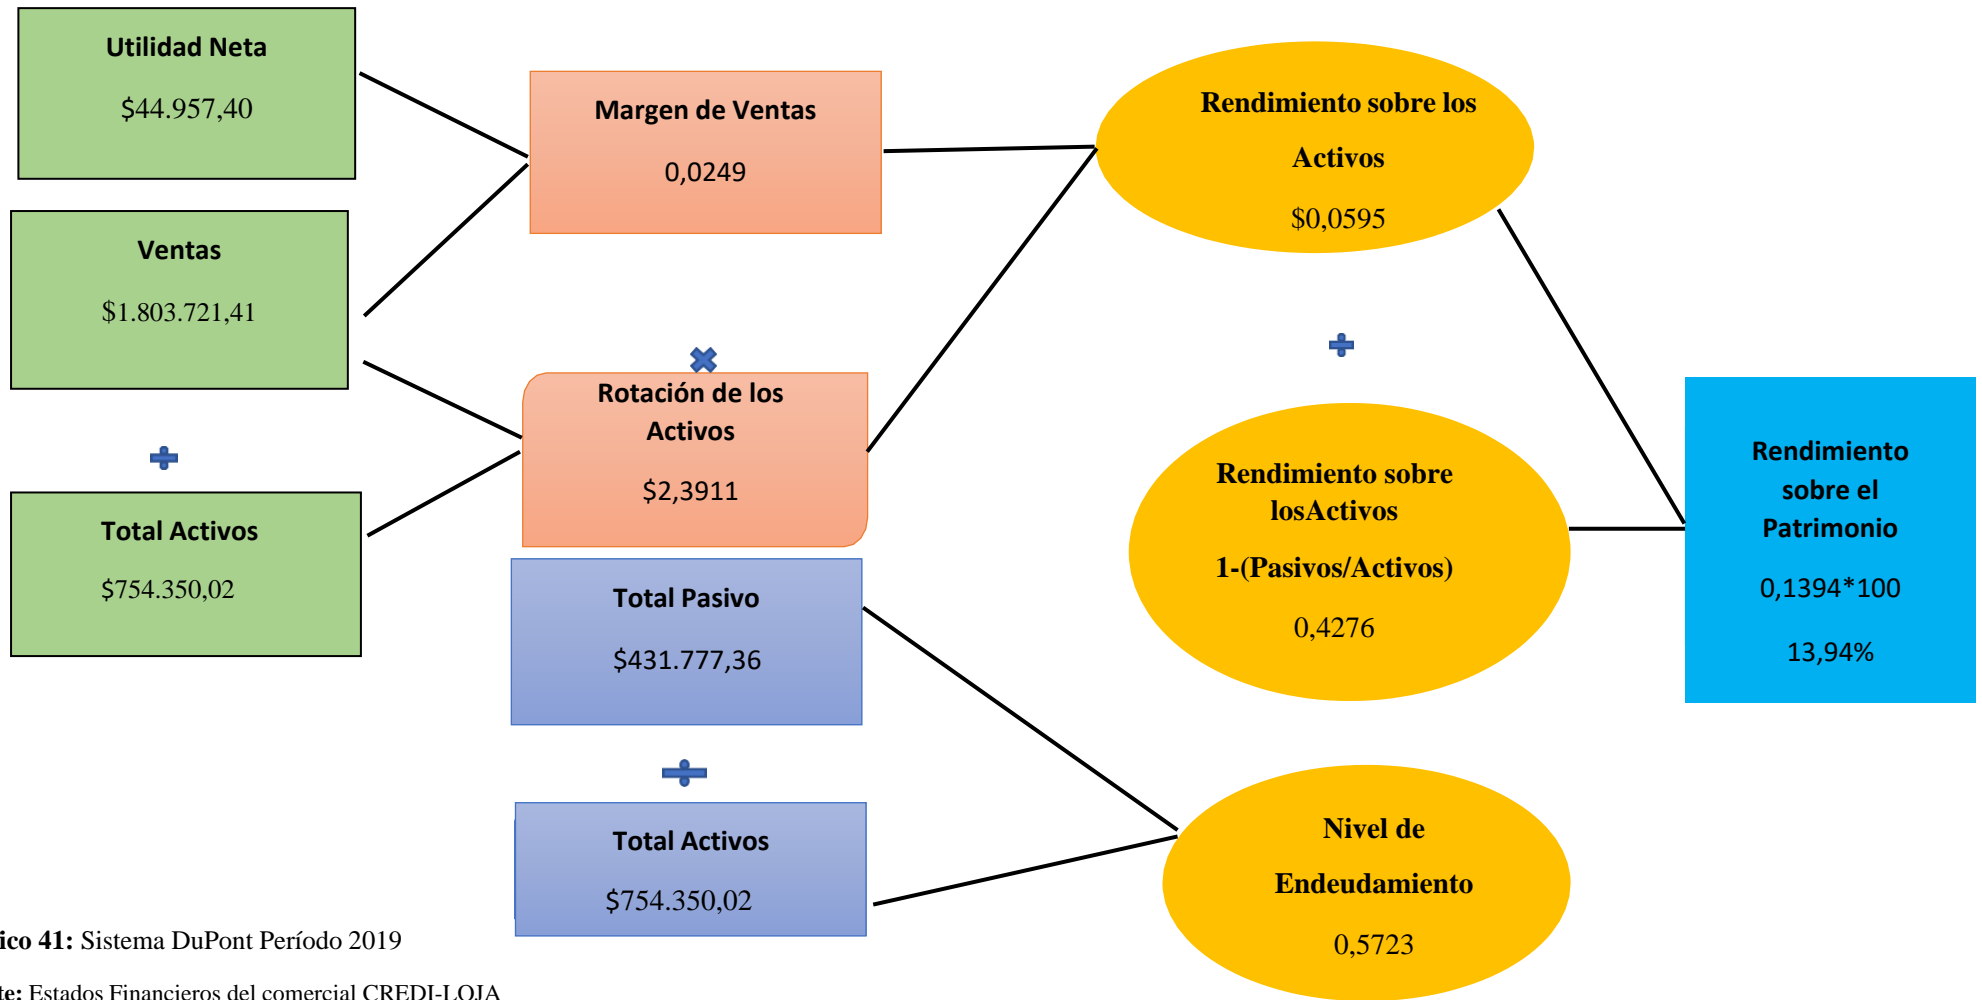 Utilidad Neta
$44.957,40
Ventas
$1.803.721,41
Total Activos
$754.350,02
Margen de Ventas
0,0249
Rotación de los
Activos
$2,3911
Total Pasivo
$431.777,36
Total Activos
$754.350,02
Rendimiento sobre los
Activos
$0,0595
Rendimiento sobre
losActivos
1-(Pasivos/Activos)
0,4276
Nivel de
Endeudamiento
0,5723
Rendimiento
sobre el
Patrimonio
0,1394*100
13,94%
ico 41: Sistema DuPont Período 2019
te: Estados Financieros del comercial CREDI-LOJA